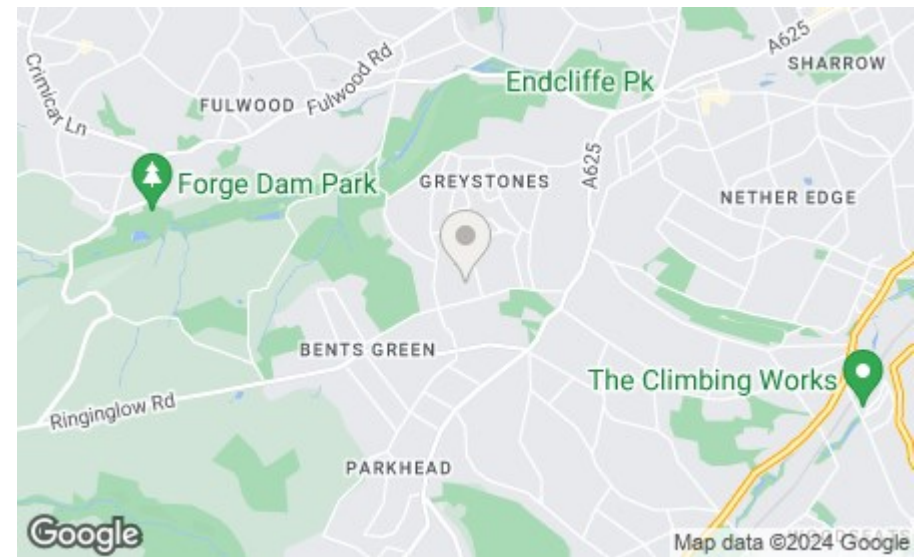 A625
SHARROW
Crimicar Ln
Fulwood Rd
Endcliffe Pk
FULWOOD
A625
Forge Dam Park
GREYSTONES
NETHER EDGE
BENTS GREEN
The Climbing Works
Ringinglow Rd
PARKHEAD
Google
Map data ©2024 Google